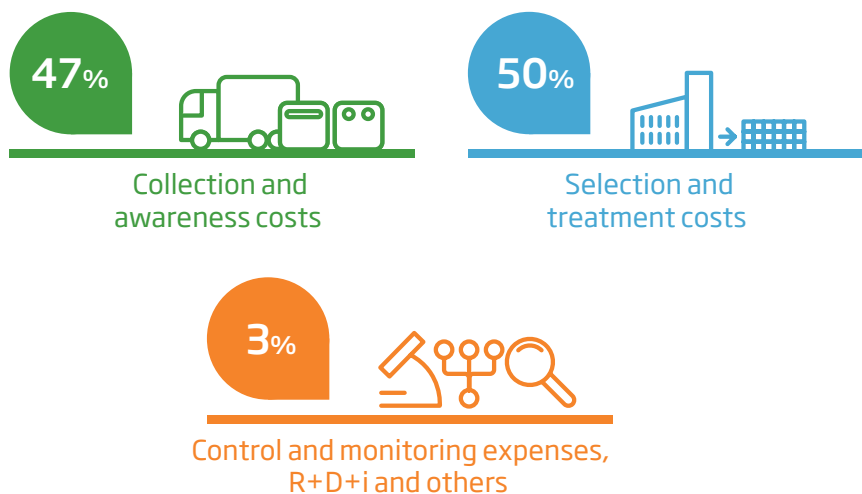 47%
Collection and
awareness costs
50%
Selection and
treatment costs
3%
Control and monitoring expenses,
R+D+i and others